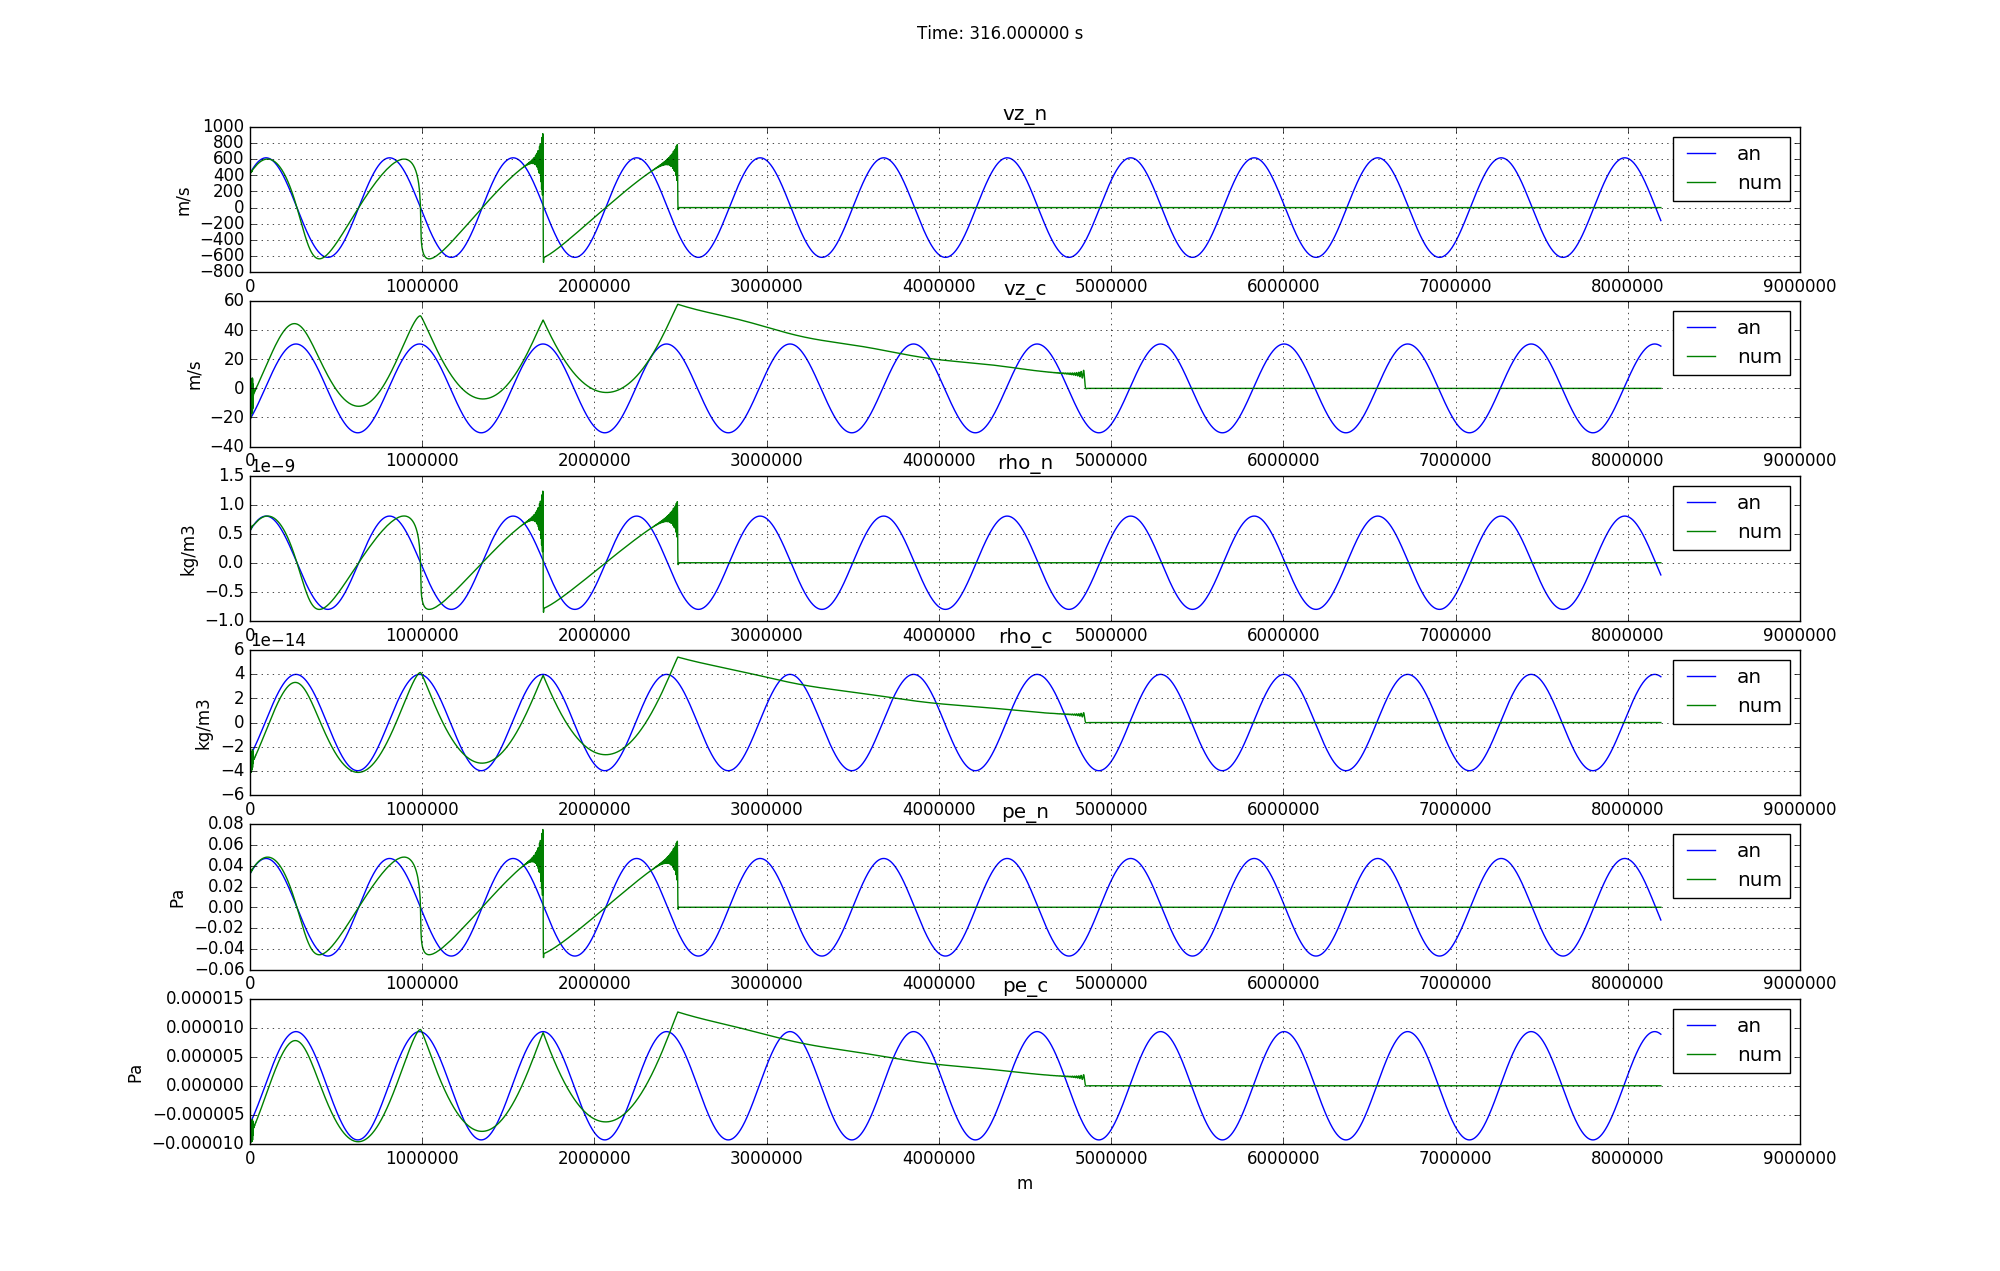 Time: 316.000000 s
vz_n
1000
800
600
400
200
0
−200
−400
−600
−800
m/s
an
num
0 1000000 2000000 3000000 4000000 5000000 6000000 7000000 8000000 9000000
vz_c
60
40
20
0
−20
−40
m/s
an
num
0 1000000 2000000 3000000 4000000 5000000 6000000 7000000 8000000 9000000
1e−9
rho_n
1.5
1.0
0.5
0.0
−0.5
−1.0
kg/m3
an
num
0 1000000 2000000 3000000 4000000 5000000 6000000 7000000 8000000 9000000
1e−14
rho_c
6
4
2
0
−2
−4
−6
kg/m3
an
num
0 1000000 2000000 3000000 4000000 5000000 6000000 7000000 8000000 9000000
pe_n
0.08
0.06
0.04
0.02
0.00
−0.02
−0.04
−0.06
Pa
an
num
0 1000000 2000000 3000000 4000000 5000000 6000000 7000000 8000000 9000000
pe_c
0.000015
0.000010
0.000005
0.000000
−0.000005
−0.000010
Pa
an
num
0 1000000 2000000 3000000 4000000 5000000 6000000 7000000 8000000 9000000
m